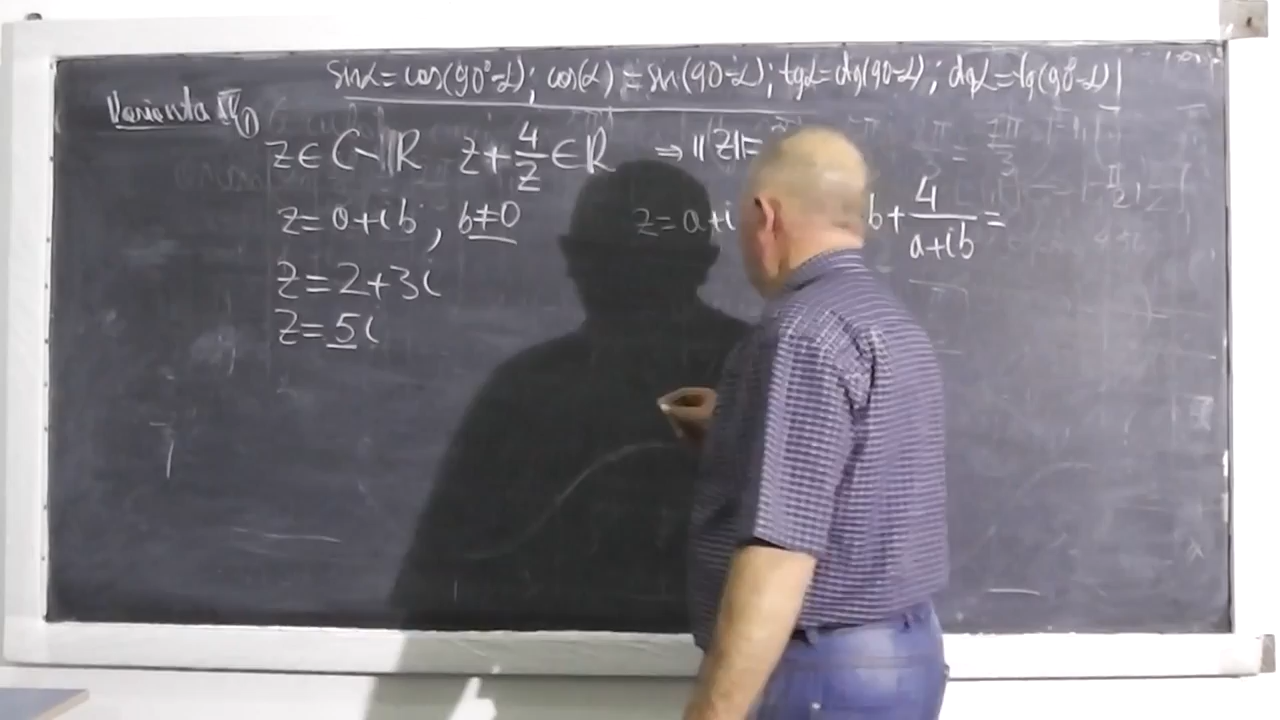 sinα = cos(90°-α); cos(α) = sin(90-α); tgα = ctg(90-α); ctgα = tg(90°-α)
Varianta
1
z∈C∖ℝ z+4/z∈ℝ ⇒ |z|=
z=a+ib, b≠0
z=a+i b+4/(a+ib)=
z=2+3i
z=5i